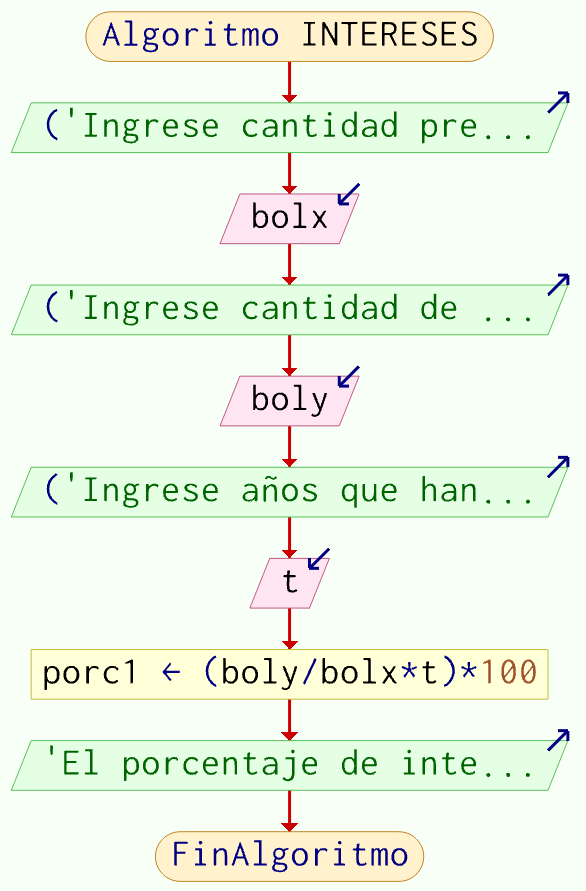 Algoritmo INTERESES
('Ingrese cantidad pre...
bolx
('Ingrese cantidad de ...
boly
('Ingrese años que han...
t
porc1 ← (boly/bolx*t)*100
'El porcentaje de inte...
FinAlgoritmo